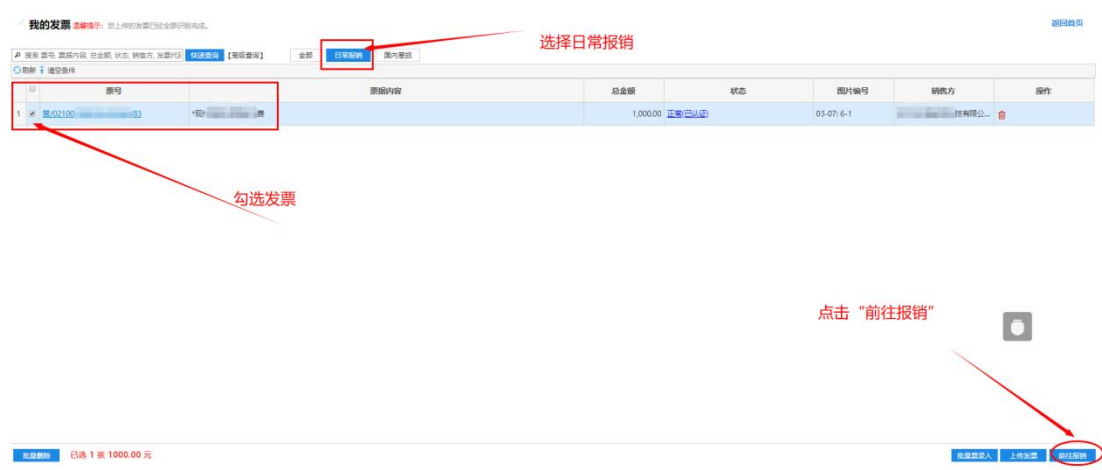 我的发票 温馨提示: 您上传的发票已经全部识别完成。 返回首页
选择日常报销
搜索 票号, 票据内容, 总金额, 状态, 销售方, 发票代码 快速查询 【高级查询】 全部 日常报销 国内差旅
刷新 清空条件
票号 票据内容 总金额 状态 图片编号 销售方 操作
1 普/02100 83 *现* 费 1,000.00 正常(已认证) 03-07: 6-1 技有限公...
勾选发票
点击“前往报销”
批量删除 已选 1 张 1000.00 元 批量票录入 上传发票 前往报销